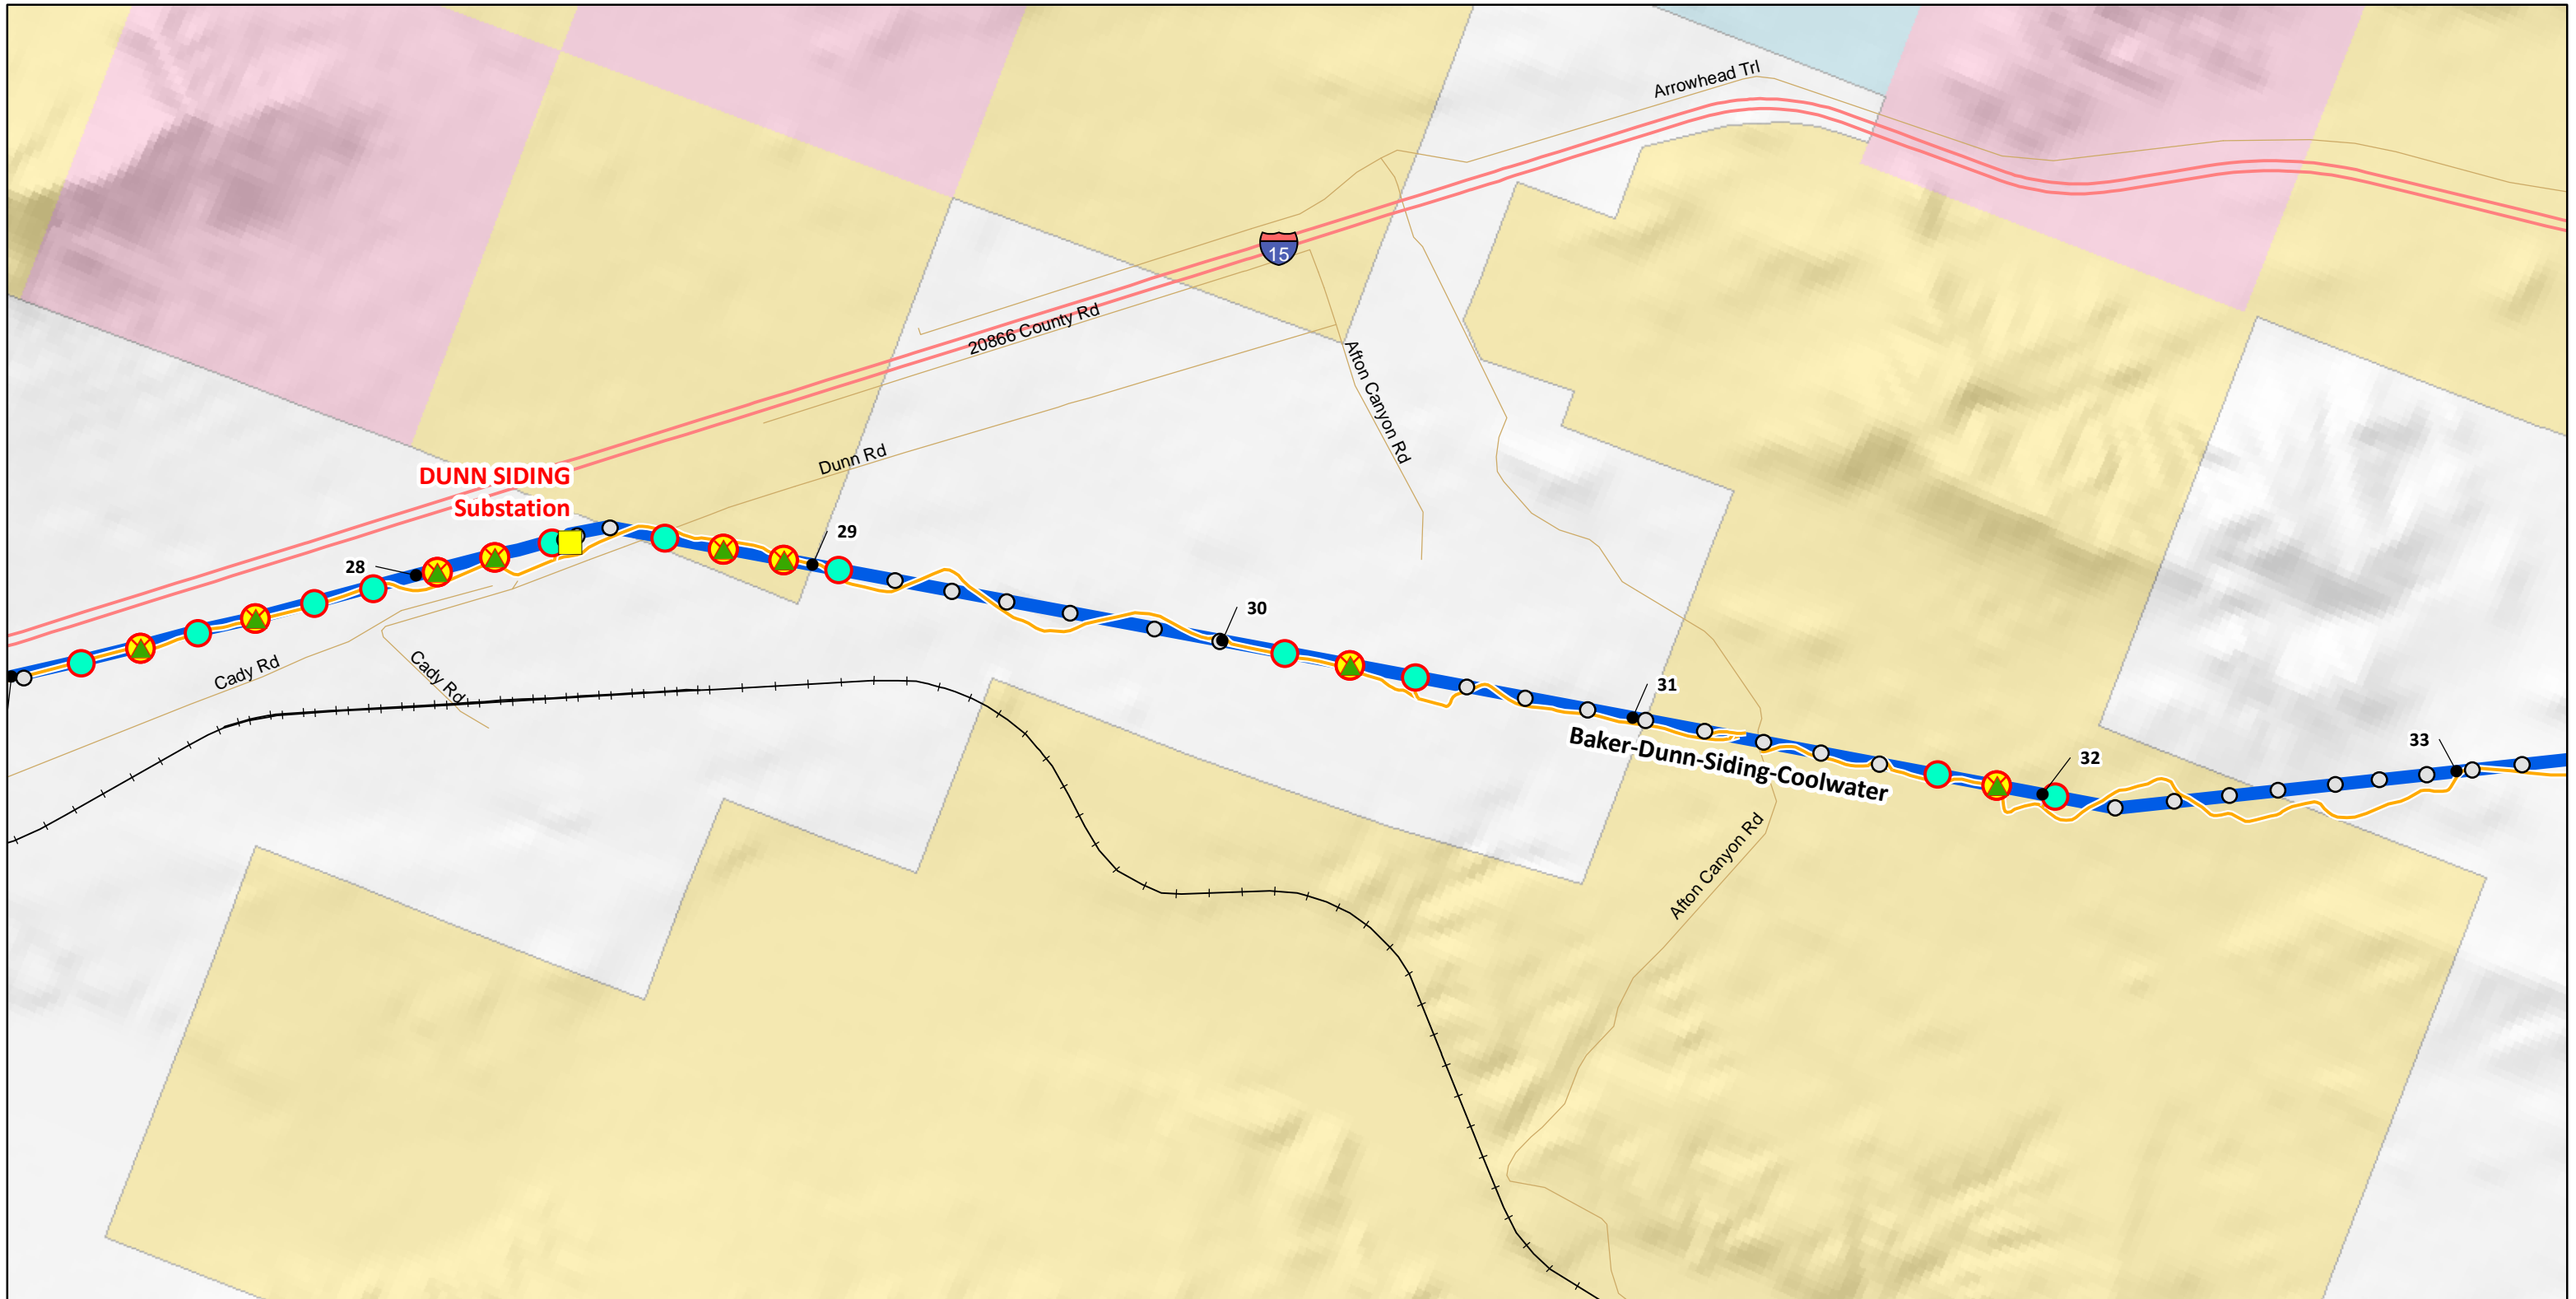 Arrowhead Trl
15
20866 County Rd
Afton Canyon Rd
Dunn Rd
DUNN SIDING
Substation
29
28
30
Cady Rd
Cady Rd
31
Baker-Dunn-Siding-Coolwater
32
33
Afton Canyon Rd